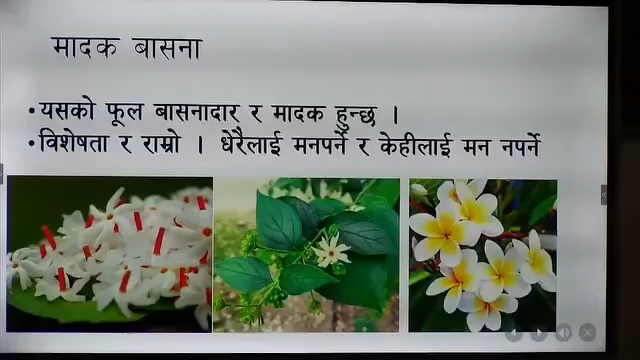 मादक बासना
•यसको फूल बासनादार र मादक हुन्छ ।
•विशेषता र राम्रो । धेरैलाई मनपर्ने र केहीलाई मन नपर्ने